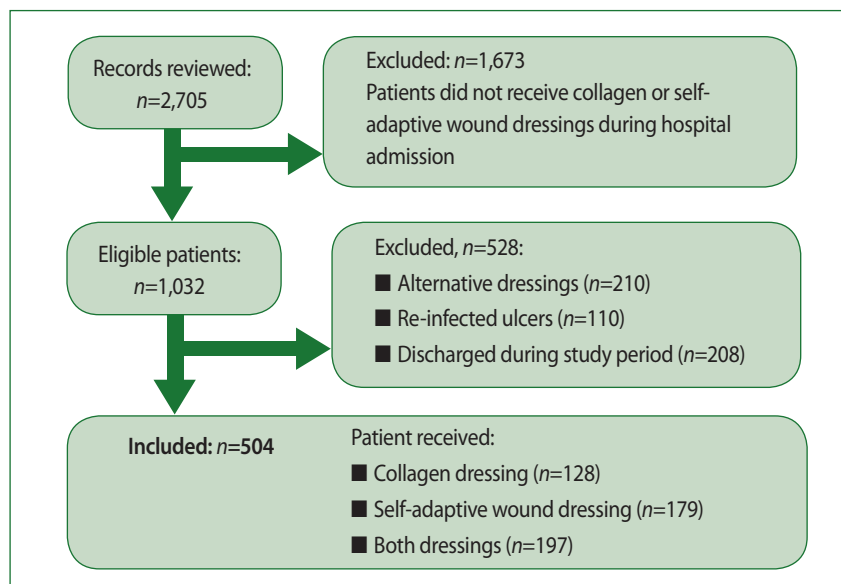 Records reviewed:
n=2,705
Excluded: n=1,673
Patients did not receive collagen or self-
adaptive wound dressings during hospital
admission
Eligible patients:
n=1,032
Excluded, n=528:
■ Alternative dressings (n=210)
■ Re-infected ulcers (n=110)
■ Discharged during study period (n=208)
Included: n=504
Patient received:
■ Collagen dressing (n=128)
■ Self-adaptive wound dressing (n=179)
■ Both dressings (n=197)